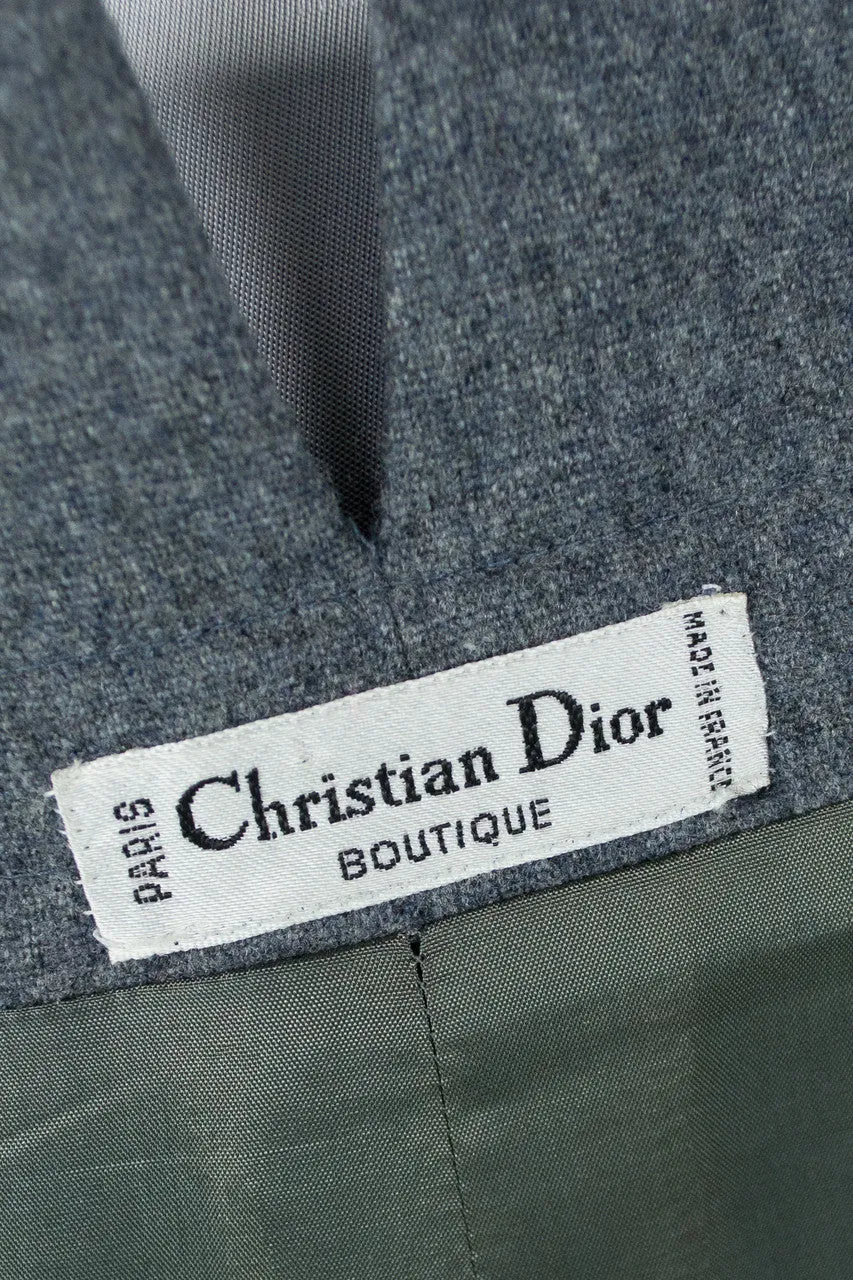 PARIS
Christian Dior
BOUTIQUE
MADE IN FRANCE